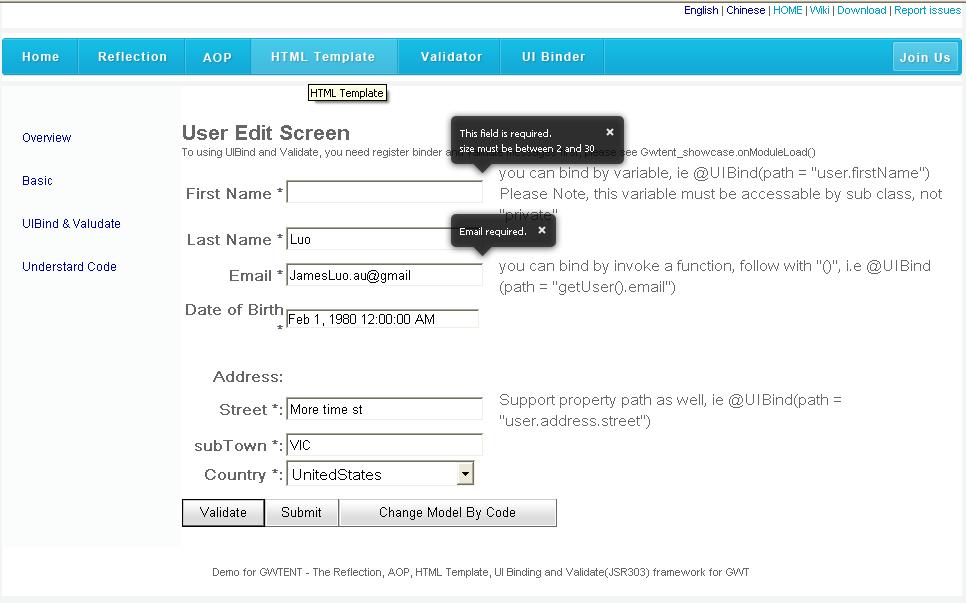 English | Chinese | HOME | Wiki | Download | Report issues
Home Reflection AOP HTML Template Validator UI Binder Join Us
HTML Template
Overview
Basic
UIBind & Valudate
Understard Code
User Edit Screen
To using UIBind and Validate, you need register binder and validate messages first, please see Gwtent_showcase.onModuleLoad()
This field is required.
size must be between 2 and 30
First Name *
you can bind by variable, ie @UIBind(path = "user.firstName")
Please Note, this variable must be accessable by sub class, not
"private"
Last Name * Luo
Email required.
Email * JamesLuo.au@gmail
you can bind by invoke a function, follow with "()", i.e @UIBind
(path = "getUser().email")
Date of Birth
* Feb 1, 1980 12:00:00 AM
Address:
Street *: More time st
Support property path as well, ie @UIBind(path =
"user.address.street")
subTown *: VIC
Country *: UnitedStates
Validate Submit Change Model By Code
Demo for GWTENT - The Reflection, AOP, HTML Template, UI Binding and Validate(JSR303) framework for GWT